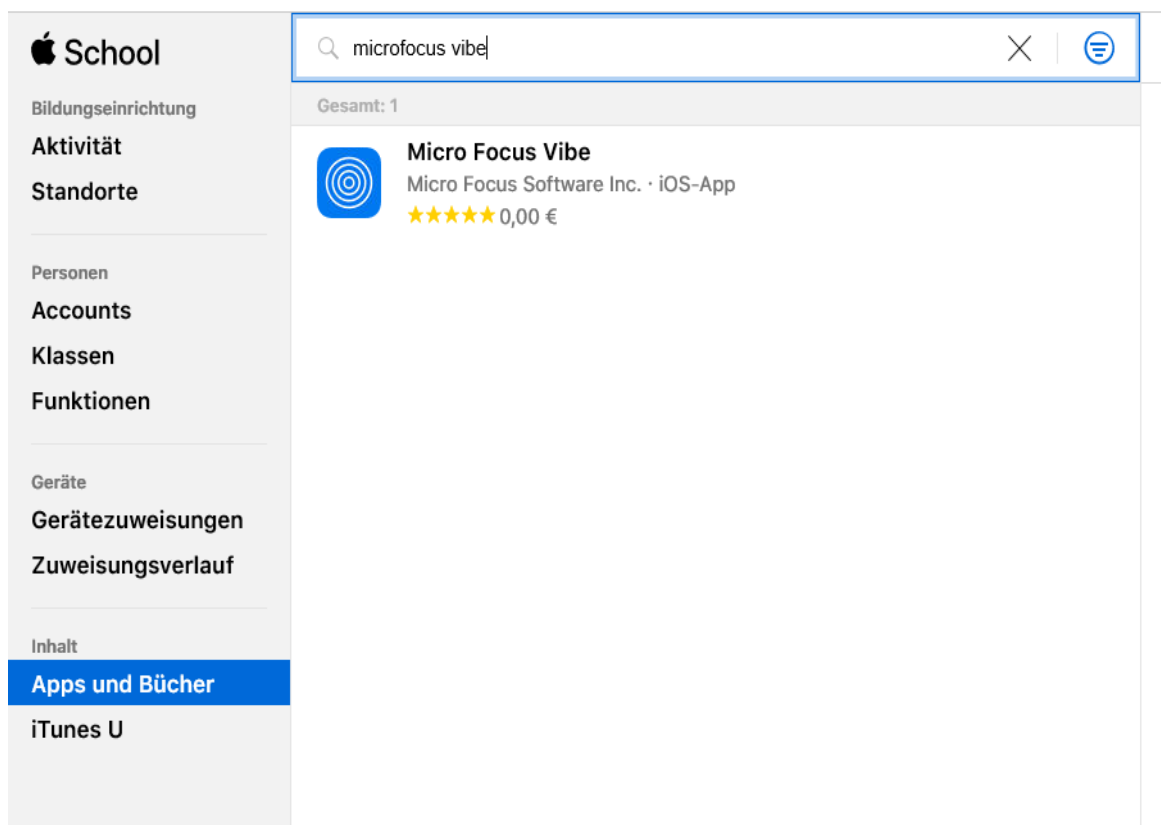 School
Bildungseinrichtung
Aktivität
Standorte
Personen
Accounts
Klassen
Funktionen
Geräte
Gerätezuweisungen
Zuweisungsverlauf
Inhalt
Apps und Bücher
iTunes U
microfocus vibe
Gesamt: 1
Micro Focus Vibe
Micro Focus Software Inc. · iOS-App
★★★★★ 0,00 €